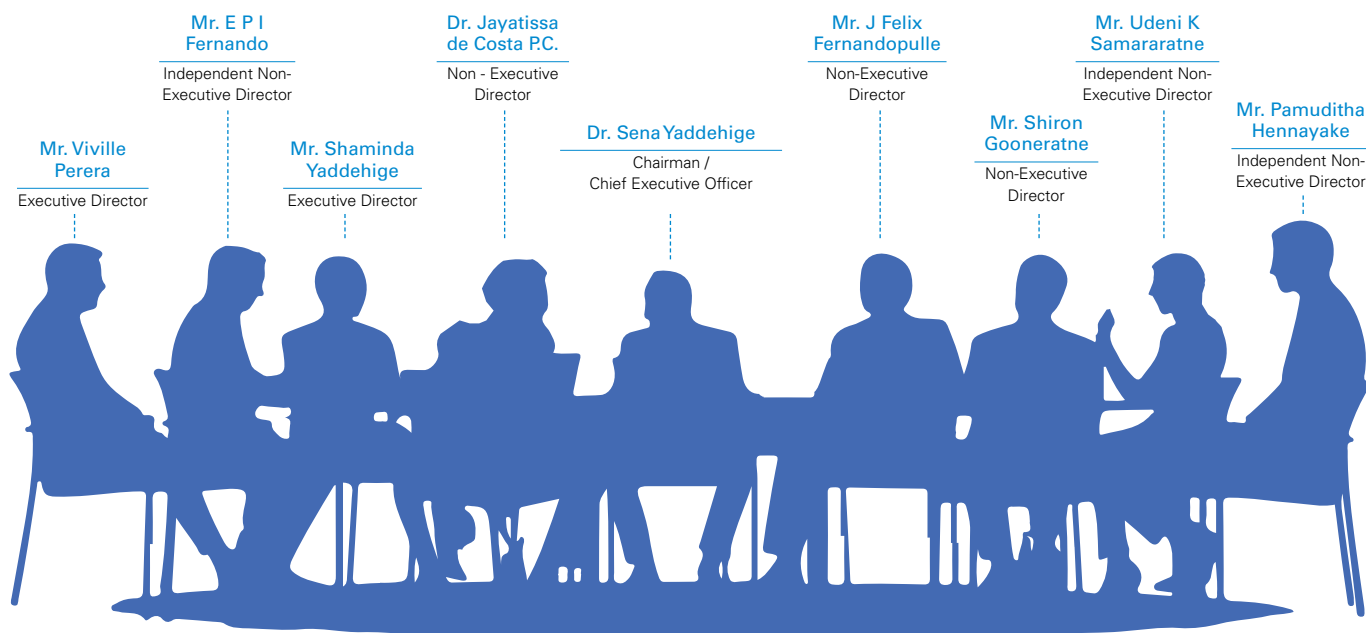 Mr. Viville
Perera
Executive Director
Mr. E P I
Fernando
Independent Non-
Executive Director
Mr. Shaminda
Yaddehige
Executive Director
Dr. Jayatissa
de Costa P.C.
Non - Executive
Director
Dr. Sena Yaddehige
Chairman /
Chief Executive Officer
Mr. J Felix
Fernandopulle
Non-Executive
Director
Mr. Shiron
Gooneratne
Non-Executive
Director
Mr. Udeni K
Samararatne
Independent Non-
Executive Director
Mr. Pamuditha
Hennayake
Independent Non-
Executive Director